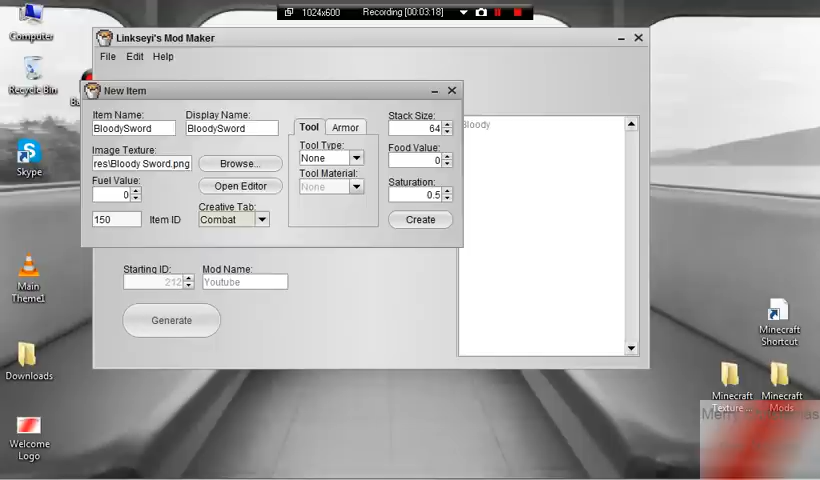 1024x600 Recording [00:03:18]
Computer
Linkseyi's Mod Maker
File Edit Help
Recycle Bin
New Item
Item Name: Display Name: Stack Size:
BloodySword BloodySword Tool Armor 64
Bloody
Image Texture: Tool Type: Food Value:
res\Bloody Sword.png Browse... None 0
Skype
Fuel Value: Open Editor Tool Material: Saturation:
0 None 0.5
Creative Tab:
150 Item ID Combat Create
Starting ID: Mod Name:
212 Youtube
Main
Theme1
Generate
Minecraft
Shortcut
Downloads
Minecraft
Texture ...
Minecraft
Mods
Welcome
Logo